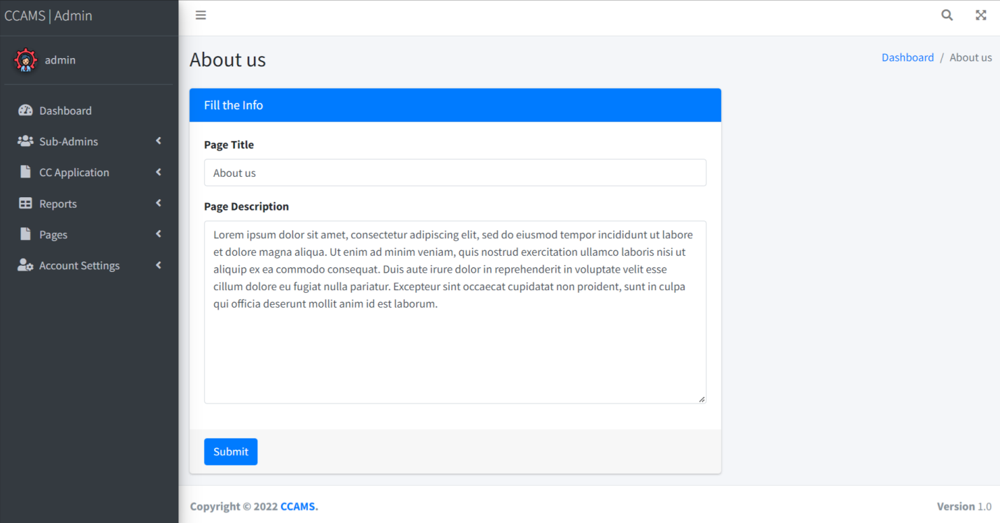 CCAMS | Admin
admin
Dashboard
Sub-Admins
CC Application
Reports
Pages
Account Settings
About us
Dashboard / About us
Fill the Info
Page Title
About us
Page Description
Lorem ipsum dolor sit amet, consectetur adipiscing elit, sed do eiusmod tempor incididunt ut labore
et dolore magna aliqua. Ut enim ad minim veniam, quis nostrud exercitation ullamco laboris nisi ut
aliquip ex ea commodo consequat. Duis aute irure dolor in reprehenderit in voluptate velit esse
cillum dolore eu fugiat nulla pariatur. Excepteur sint occaecat cupidatat non proident, sunt in culpa
qui officia deserunt mollit anim id est laborum.
Submit
Copyright © 2022 CCAMS.
Version 1.0